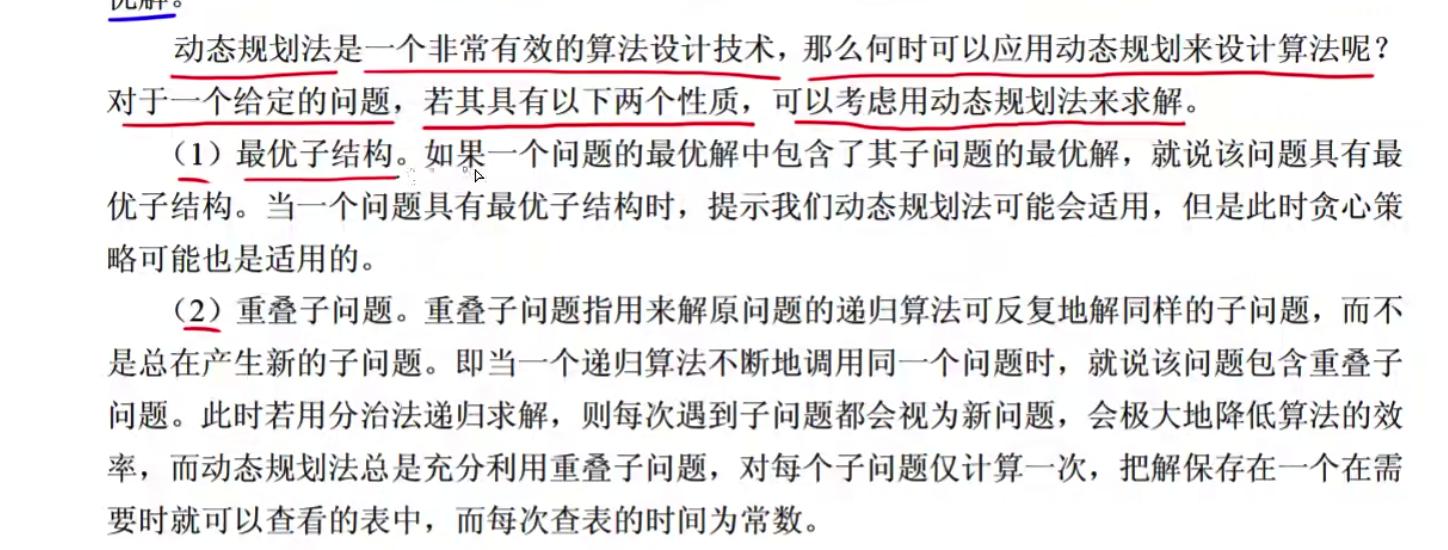 优解。
动态规划法是一个非常有效的算法设计技术，那么何时可以应用动态规划来设计算法呢？
对于一个给定的问题，若其具有以下两个性质，可以考虑用动态规划法来求解。
（1）最优子结构。如果一个问题的最优解中包含了其子问题的最优解，就说该问题具有最
优子结构。当一个问题具有最优子结构时，提示我们动态规划法可能会适用，但是此时贪心策
略可能也是适用的。
（2）重叠子问题。重叠子问题指用来解原问题的递归算法可反复地解同样的子问题，而不
是总在产生新的子问题。即当一个递归算法不断地调用同一个问题时，就说该问题包含重叠子
问题。此时若用分治法递归求解，则每次遇到子问题都会视为新问题，会极大地降低算法的效
率，而动态规划法总是充分利用重叠子问题，对每个子问题仅计算一次，把解保存在一个在需
要时就可以查看的表中，而每次查表的时间为常数。